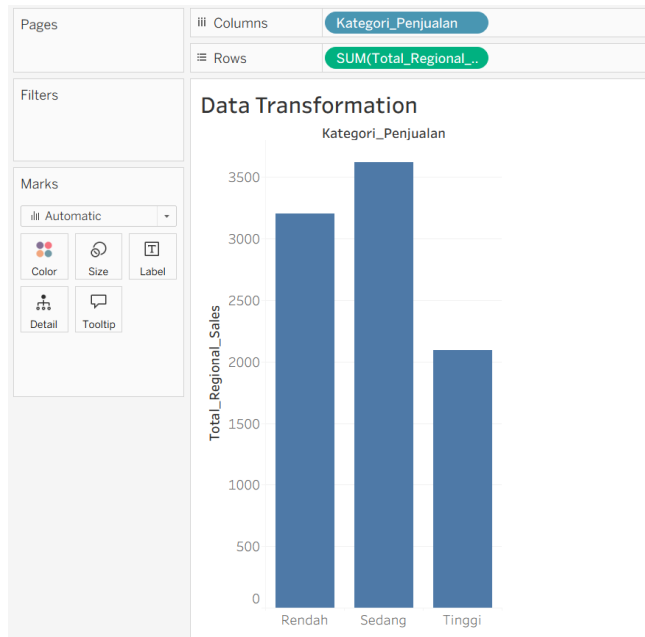 Pages
Columns
Kategori_Penjualan
Rows
SUM(Total_Regional_..
Filters
Marks
Automatic
Color
Size
Label
Detail
Tooltip
Data Transformation
Kategori_Penjualan
Total_Regional_Sales
3500
3000
2500
2000
1500
1000
500
0
Rendah
Sedang
Tinggi